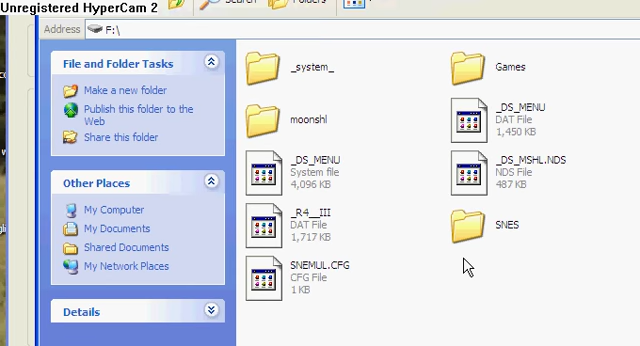 Unregistered HyperCam 2
Search
Folders
Address F:\
File and Folder Tasks
Make a new folder
Publish this folder to the
Web
Share this folder
Other Places
My Computer
My Documents
Shared Documents
My Network Places
Details
_system_
Games
moonshl
_DS_MENU
DAT File
1,450 KB
_DS_MENU
System file
4,096 KB
_DS_MSHL.NDS
NDS File
487 KB
_R4__III
DAT File
1,717 KB
SNES
SNEMUL.CFG
CFG File
1 KB